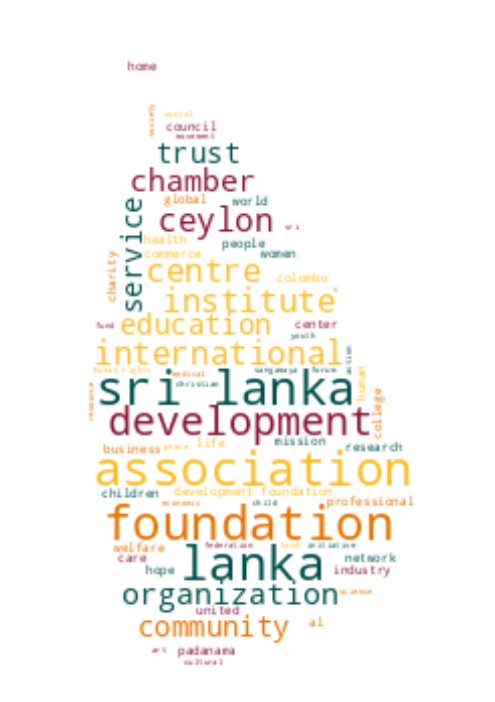 home
society
social
council
movement
trust
chamber
global world
ceylon sri
service
health people
commerce women
charity
centre colombo
institute
fund education center
youth
international
action
human rights medical sangamaya forum human
christian
resource
sri lanka
college
development
business peace life mission research
association
children development foundation
economic child professional
foundation
welfare federation fund initiative
care lanka network
hope industry
organization science
united
community al
art padanama
cultural